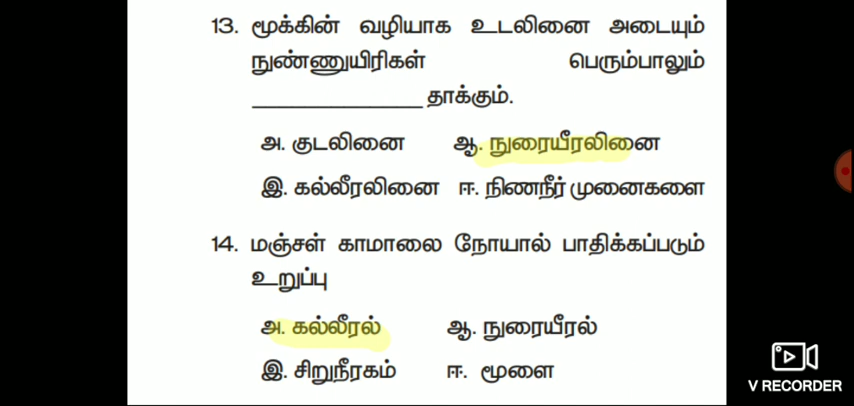 13. மூக்கின் வழியாக உடலினை அடையும்
நுண்ணுயிரிகள் பெரும்பாலும்
______________ தாக்கும்.
அ. குடலினை ஆ. நுரையீரலினை
இ. கல்லீரலினை ஈ. நிணநீர் முனைகளை
14. மஞ்சள் காமாலை நோயால் பாதிக்கப்படும்
உறுப்பு
அ. கல்லீரல் ஆ. நுரையீரல்
இ. சிறுநீரகம் ஈ. மூளை
V RECORDER